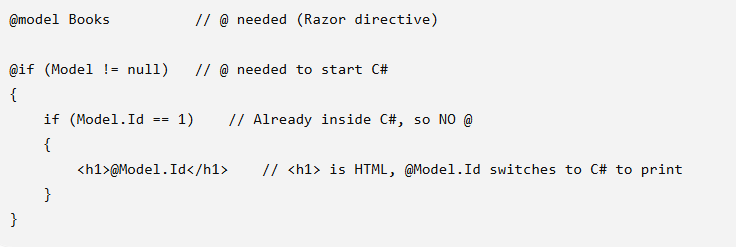 @model Books           // @ needed (Razor directive)
@if (Model != null)   // @ needed to start C#
{
    if (Model.Id == 1)    // Already inside C#, so NO @
    {
        <h1>@Model.Id</h1>    // <h1> is HTML, @Model.Id switches to C# to print
    }
}